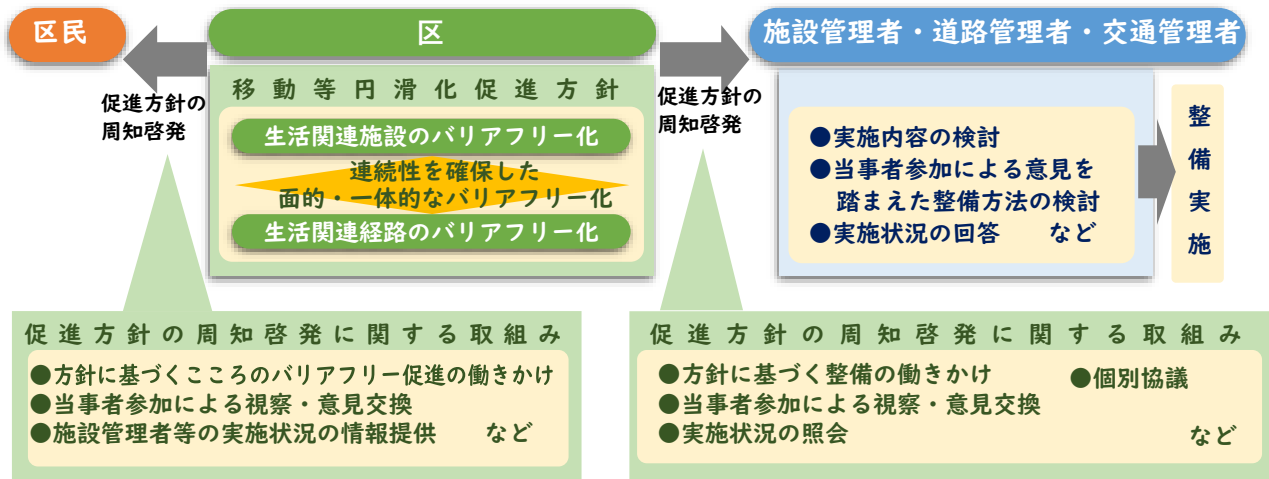 区民
区
施設管理者・道路管理者・交通管理者
促進方針の
周知啓発
移動等円滑化促進方針
生活関連施設のバリアフリー化
連続性を確保した
面的・一体的なバリアフリー化
生活関連経路のバリアフリー化
促進方針の
周知啓発
●実施内容の検討
●当事者参加による意見を
踏まえた整備方法の検討
●実施状況の回答　など
整備実施
促進方針の周知啓発に関する取組み
●方針に基づくこころのバリアフリー促進の働きかけ
●当事者参加による視察・意見交換
●施設管理者等の実施状況の情報提供　など
促進方針の周知啓発に関する取組み
●方針に基づく整備の働きかけ　●個別協議
●当事者参加による視察・意見交換
●実施状況の照会　など